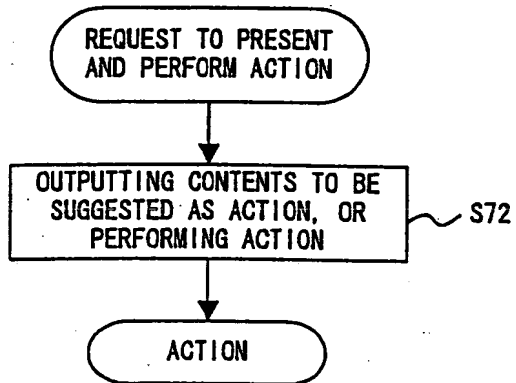 REQUEST TO PRESENT
AND PERFORM ACTION
OUTPUTTING CONTENTS TO BE
SUGGESTED AS ACTION, OR
PERFORMING ACTION
S72
ACTION